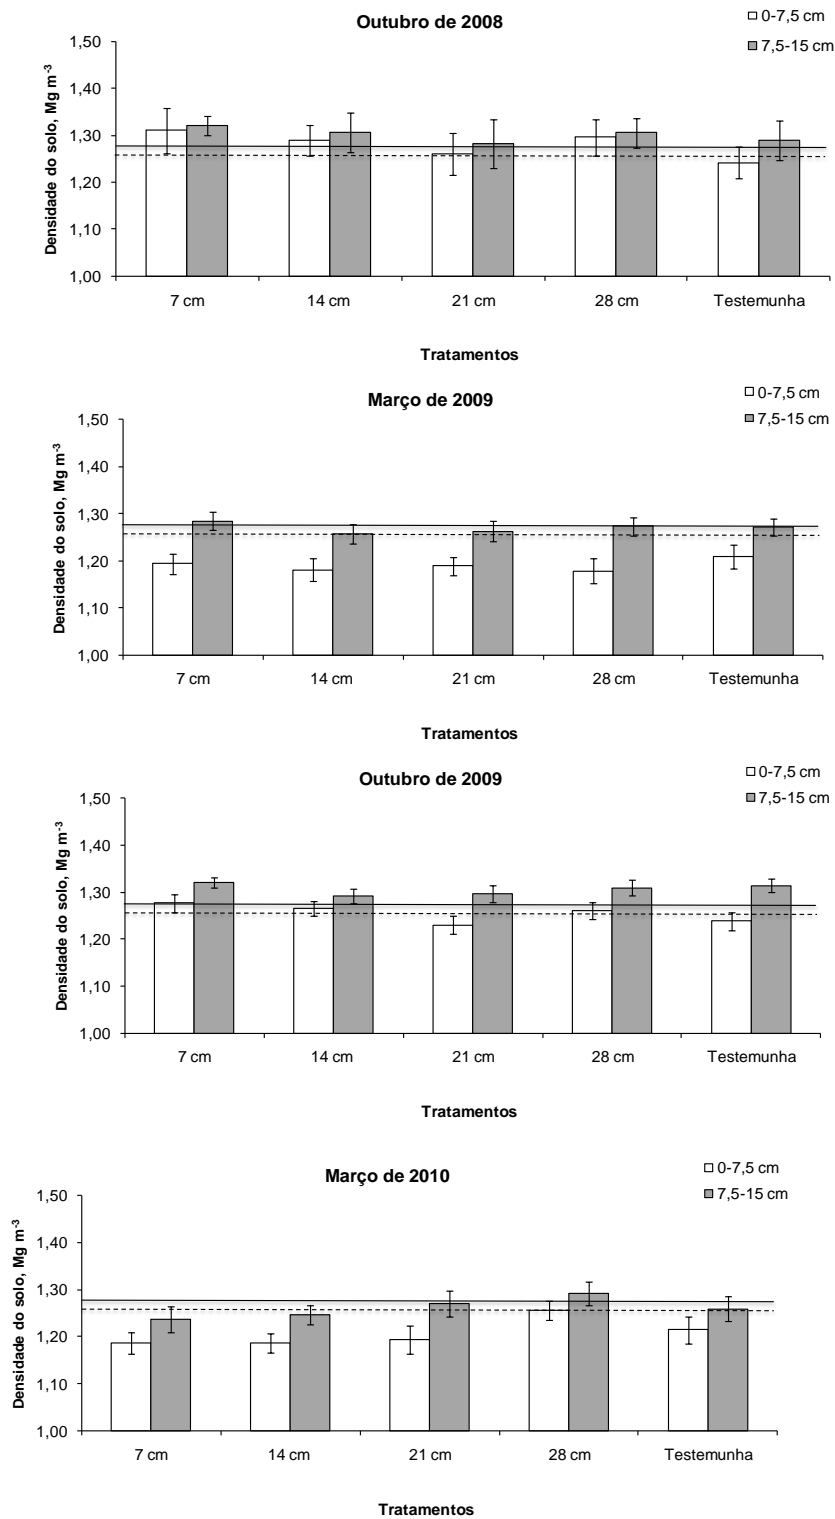 Outubro de 2008
0-7,5 cm
7,5-15 cm
Densidade do solo, Mg m⁻³
1,50
1,40
1,30
1,20
1,10
1,00
7 cm 14 cm 21 cm 28 cm Testemunha
Tratamentos
Março de 2009
0-7,5 cm
7,5-15 cm
Densidade do solo, Mg m⁻³
1,50
1,40
1,30
1,20
1,10
1,00
7 cm 14 cm 21 cm 28 cm Testemunha
Tratamentos
Outubro de 2009
0-7,5 cm
7,5-15 cm
Densidade do solo, Mg m⁻³
1,50
1,40
1,30
1,20
1,10
1,00
7 cm 14 cm 21 cm 28 cm Testemunha
Tratamentos
Março de 2010
0-7,5 cm
7,5-15 cm
Densidade do solo, Mg m⁻³
1,50
1,40
1,30
1,20
1,10
1,00
7 cm 14 cm 21 cm 28 cm Testemunha
Tratamentos